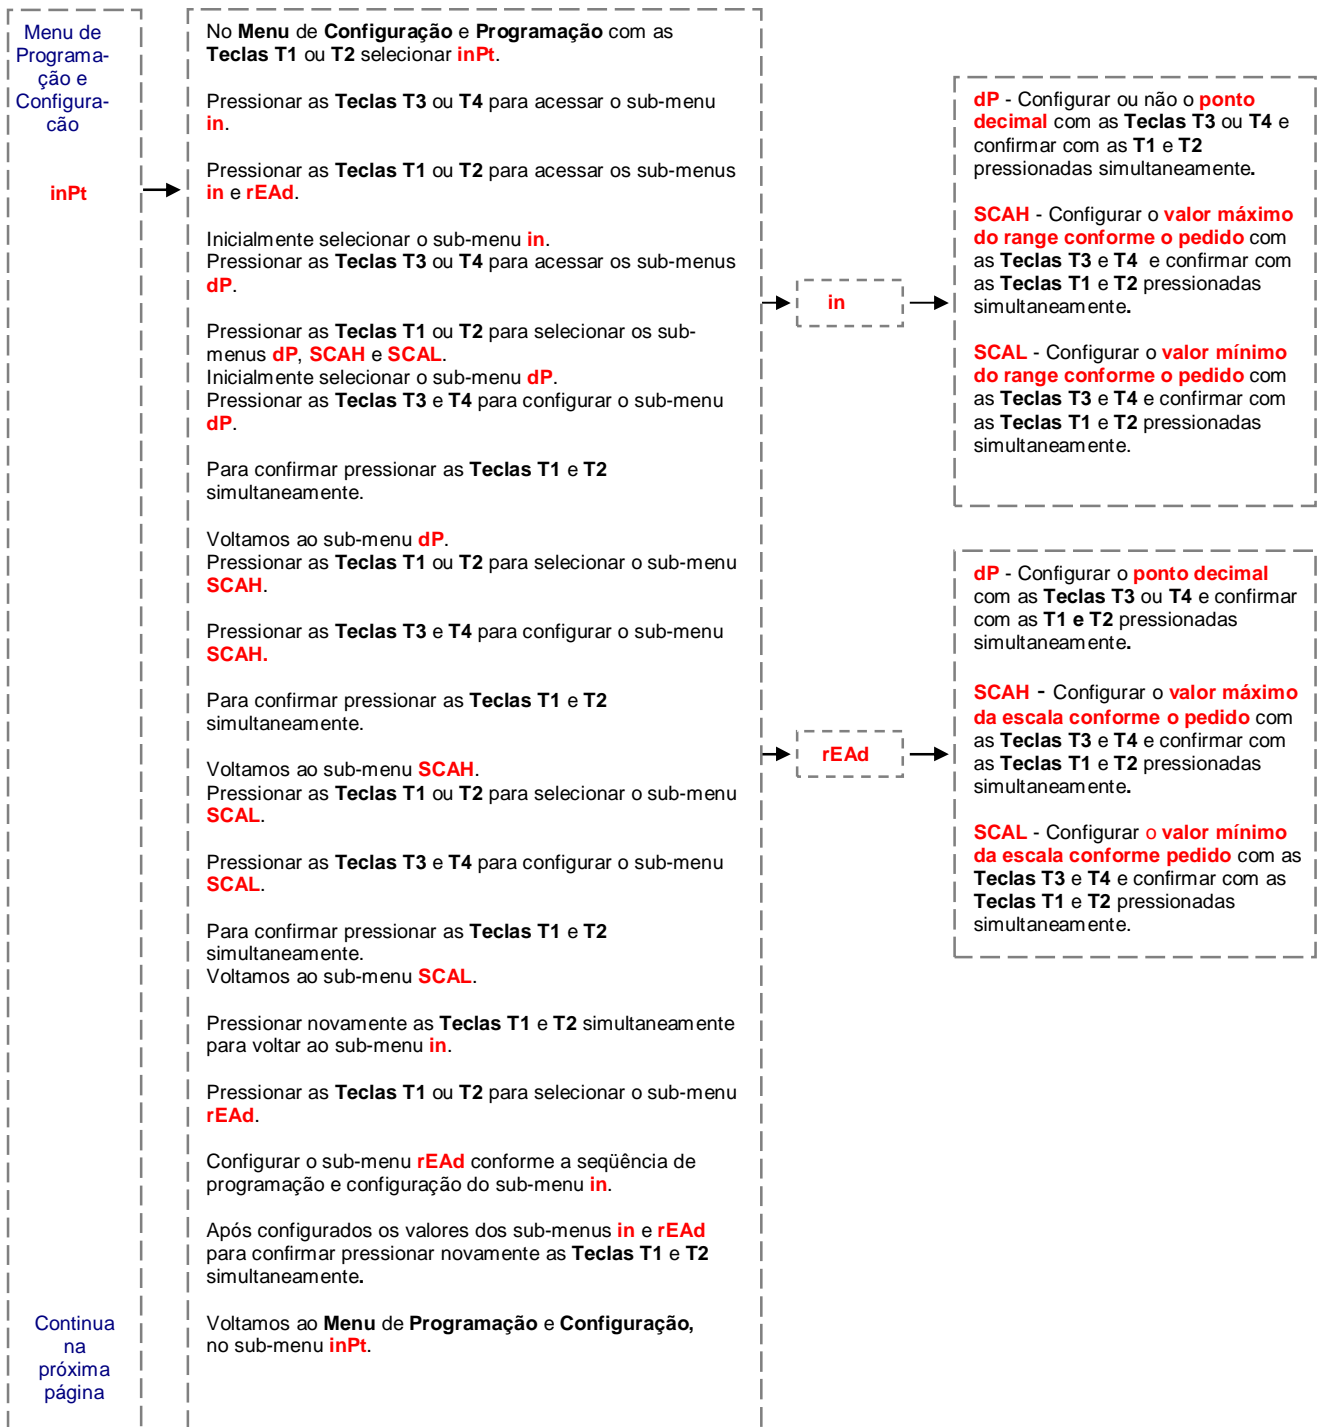 Menu de
Programa-
ção e
Configura-
cão
inPt
Continua
na
próxima
página
No Menu de Configuração e Programação com as
Teclas T1 ou T2 selecionar inPt.
Pressionar as Teclas T3 ou T4 para acessar o sub-menu
in.
Pressionar as Teclas T1 ou T2 para acessar os sub-menus
in e rEAd.
Inicialmente selecionar o sub-menu in.
Pressionar as Teclas T3 ou T4 para acessar os sub-menus
dP.
Pressionar as Teclas T1 ou T2 para selecionar os sub-
menus dP, SCAH e SCAL.
Inicialmente selecionar o sub-menu dP.
Pressionar as Teclas T3 e T4 para configurar o sub-menu
dP.
Para confirmar pressionar as Teclas T1 e T2
simultaneamente.
Voltamos ao sub-menu dP.
Pressionar as Teclas T1 ou T2 para selecionar o sub-menu
SCAH.
Pressionar as Teclas T3 e T4 para configurar o sub-menu
SCAH.
Para confirmar pressionar as Teclas T1 e T2
simultaneamente.
Voltamos ao sub-menu SCAH.
Pressionar as Teclas T1 ou T2 para selecionar o sub-menu
SCAL.
Pressionar as Teclas T3 e T4 para configurar o sub-menu
SCAL.
Para confirmar pressionar as Teclas T1 e T2
simultaneamente.
Voltamos ao sub-menu SCAL.
Pressionar novamente as Teclas T1 e T2 simultaneamente
para voltar ao sub-menu in.
Pressionar as Teclas T1 ou T2 para selecionar o sub-menu
rEAd.
Configurar o sub-menu rEAd conforme a seqüência de
programação e configuração do sub-menu in.
Após configurados os valores dos sub-menus in e rEAd
para confirmar pressionar novamente as Teclas T1 e T2
simultaneamente.
Voltamos ao Menu de Programação e Configuração,
no sub-menu inPt.
in
dP - Configurar ou não o ponto
decimal com as Teclas T3 ou T4 e
confirmar com as T1 e T2
pressionadas simultaneamente.
SCAH - Configurar o valor máximo
do range conforme o pedido com
as Teclas T3 e T4 e confirmar com
as Teclas T1 e T2 pressionadas
simultaneamente.
SCAL - Configurar o valor mínimo
do range conforme o pedido com
as Teclas T3 e T4 e confirmar com
as Teclas T1 e T2 pressionadas
simultaneamente.
rEAd
dP - Configurar o ponto decimal
com as Teclas T3 ou T4 e confirmar
com as T1 e T2 pressionadas
simultaneamente.
SCAH - Configurar o valor máximo
da escala conforme o pedido com
as Teclas T3 e T4 e confirmar com
as Teclas T1 e T2 pressionadas
simultaneamente.
SCAL - Configurar o valor mínimo
da escala conforme pedido com as
Teclas T3 e T4 e confirmar com as
Teclas T1 e T2 pressionadas
simultaneamente.